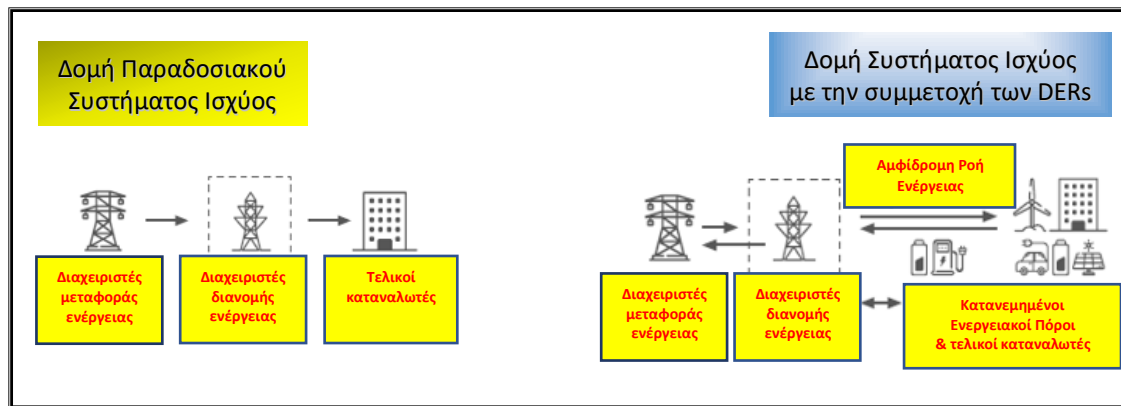 Δομή Παραδοσιακού
Συστήματος Ισχύος
Διαχειριστές
μεταφοράς
ενέργειας
Διαχειριστές
διανομής
ενέργειας
Τελικοί
καταναλωτές
Δομή Συστήματος Ισχύος
με την συμμετοχή των DERs
Αμφίδρομη Ροή
Ενέργειας
Διαχειριστές
μεταφοράς
ενέργειας
Διαχειριστές
διανομής
ενέργειας
Κατανεμημένοι
Ενεργειακοί Πόροι
& τελικοί καταναλωτές